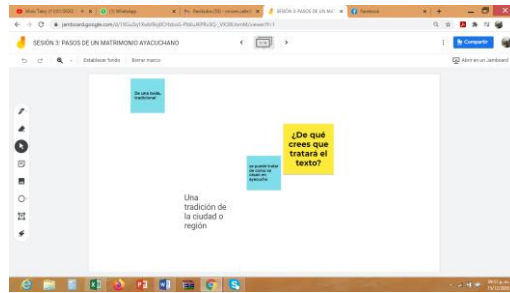 WhatsApp
Facebook
SESIÓN 3: PASOS DE UN MATRIMONIO AYACUCHANO
Compartir
Establecer fondo
Borrar marco
Abrir en un Jamboard
De una boda
tradicional
¿De qué
crees que
tratará el
texto?
se puede tratar
de como se
casan en
ayacucho
Una
tradición de
la ciudad o
región